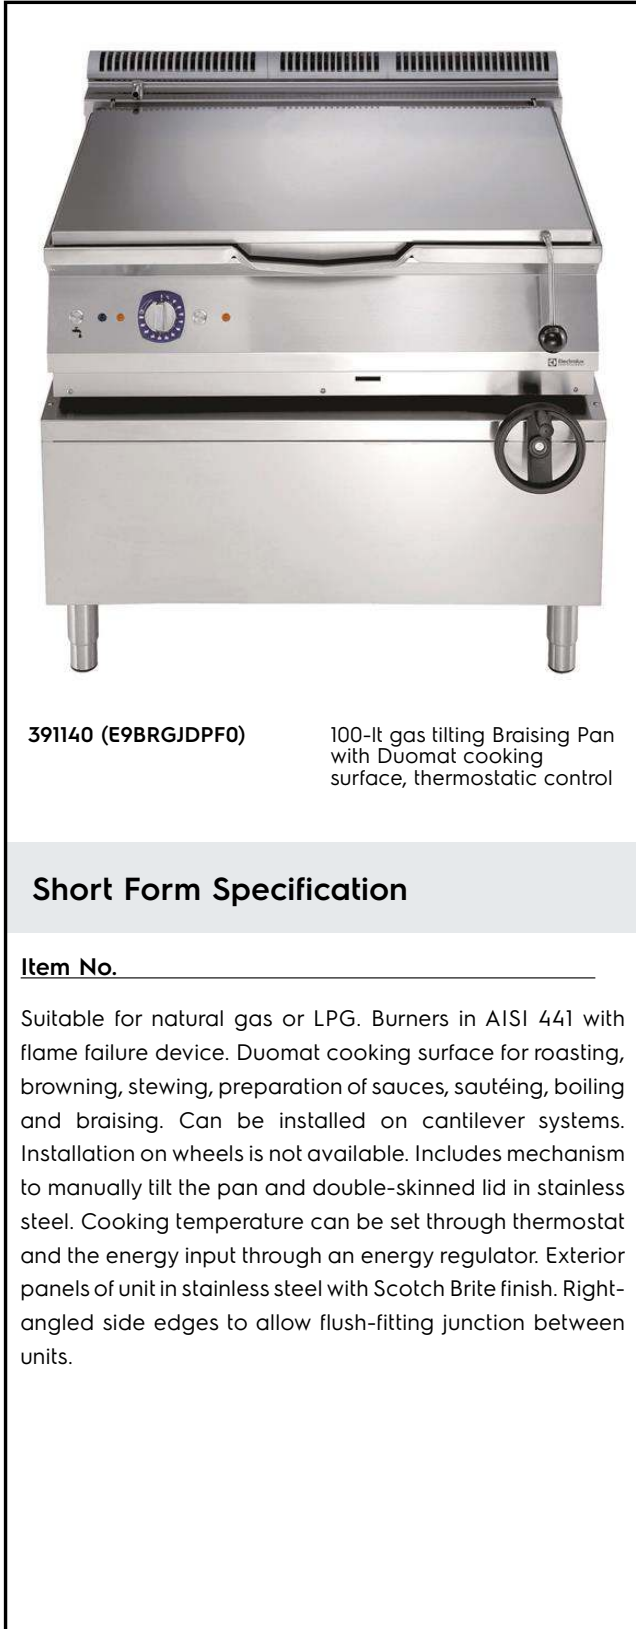 Electrolux
391140 (E9BRGJDPF0)
100-lt gas tilting Braising Pan
with Duomat cooking
surface, thermostatic control
Short Form Specification
Item No.
Suitable for natural gas or LPG. Burners in AISI 441 with
flame failure device. Duomat cooking surface for roasting,
browning, stewing, preparation of sauces, sautéing, boiling
and braising. Can be installed on cantilever systems.
Installation on wheels is not available. Includes mechanism
to manually tilt the pan and double-skinned lid in stainless
steel. Cooking temperature can be set through thermostat
and the energy input through an energy regulator. Exterior
panels of unit in stainless steel with Scotch Brite finish. Right-
angled side edges to allow flush-fitting junction between
units.